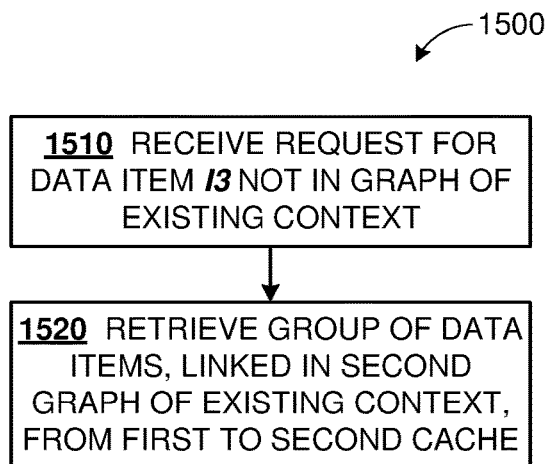 1500
1510 RECEIVE REQUEST FOR
DATA ITEM I3 NOT IN GRAPH OF
EXISTING CONTEXT
1520 RETRIEVE GROUP OF DATA
ITEMS, LINKED IN SECOND
GRAPH OF EXISTING CONTEXT,
FROM FIRST TO SECOND CACHE